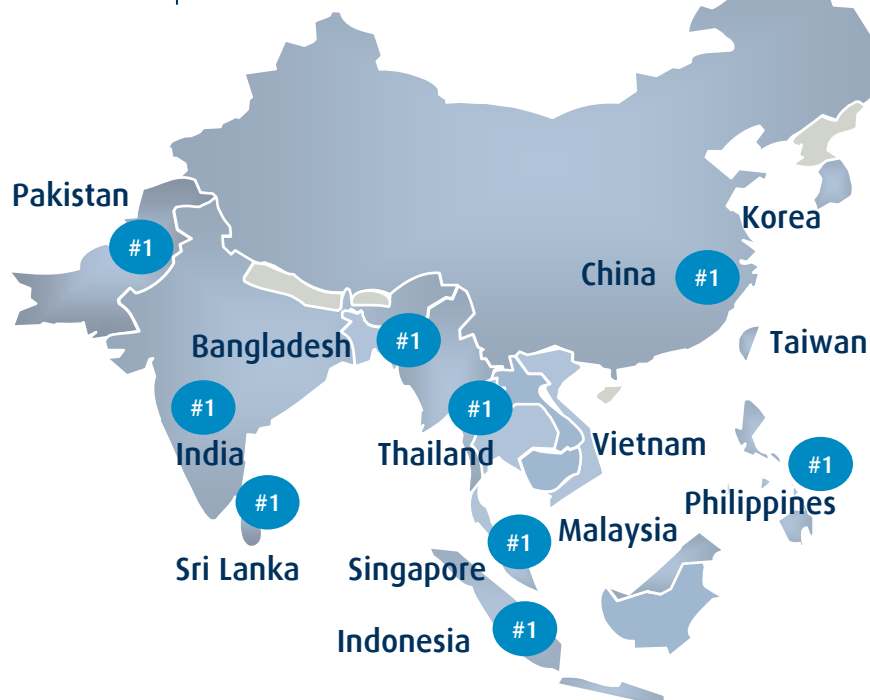 Pakistan
#1
Korea
China
#1
Bangladesh
#1
Taiwan
#1
India
#1
Thailand
Vietnam
#1
Philippines
#1
Sri Lanka
#1
Malaysia
Singapore
#1
Indonesia